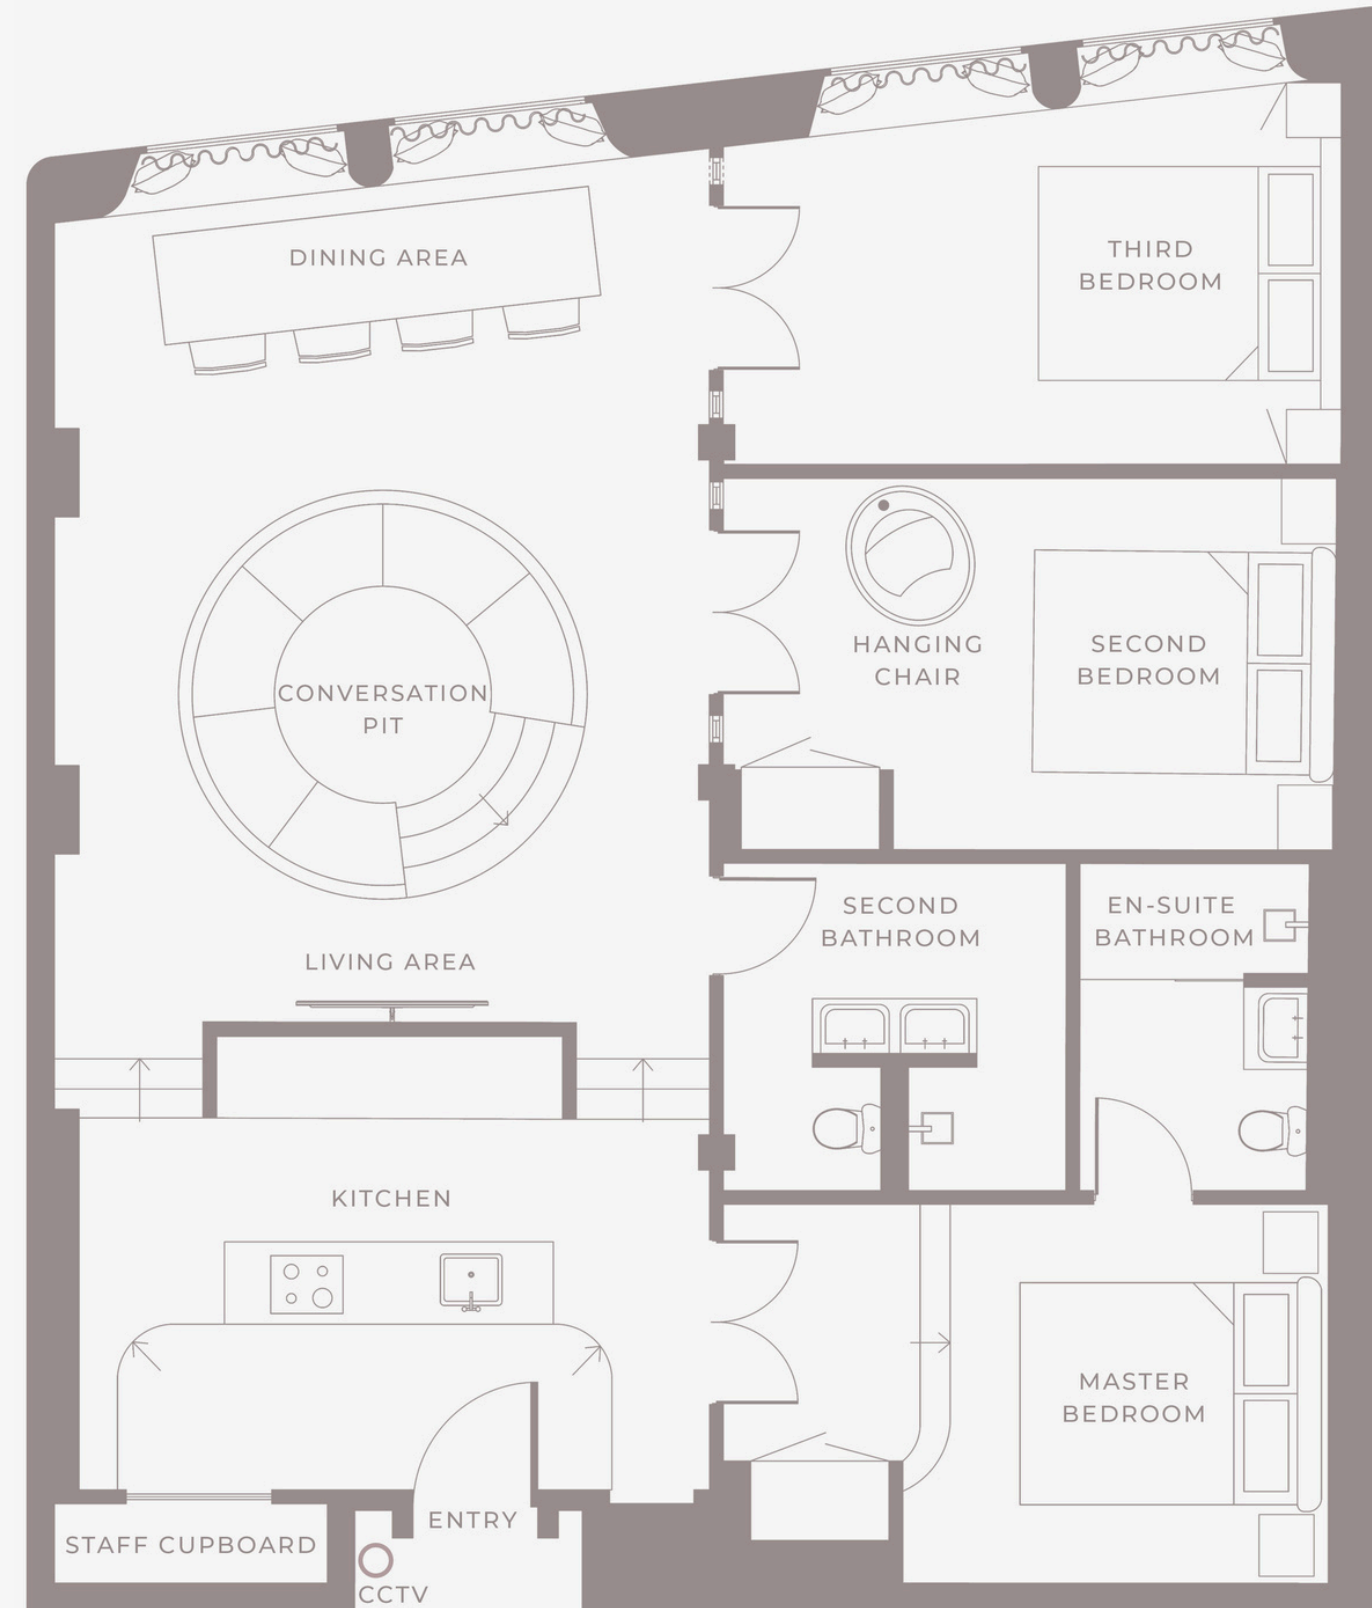 DINING AREA
THIRD
BEDROOM
HANGING
CHAIR
SECOND
BEDROOM
CONVERSATION
PIT
LIVING AREA
SECOND
BATHROOM
EN-SUITE
BATHROOM
KITCHEN
MASTER
BEDROOM
ENTRY
STAFF CUPBOARD
CCTV